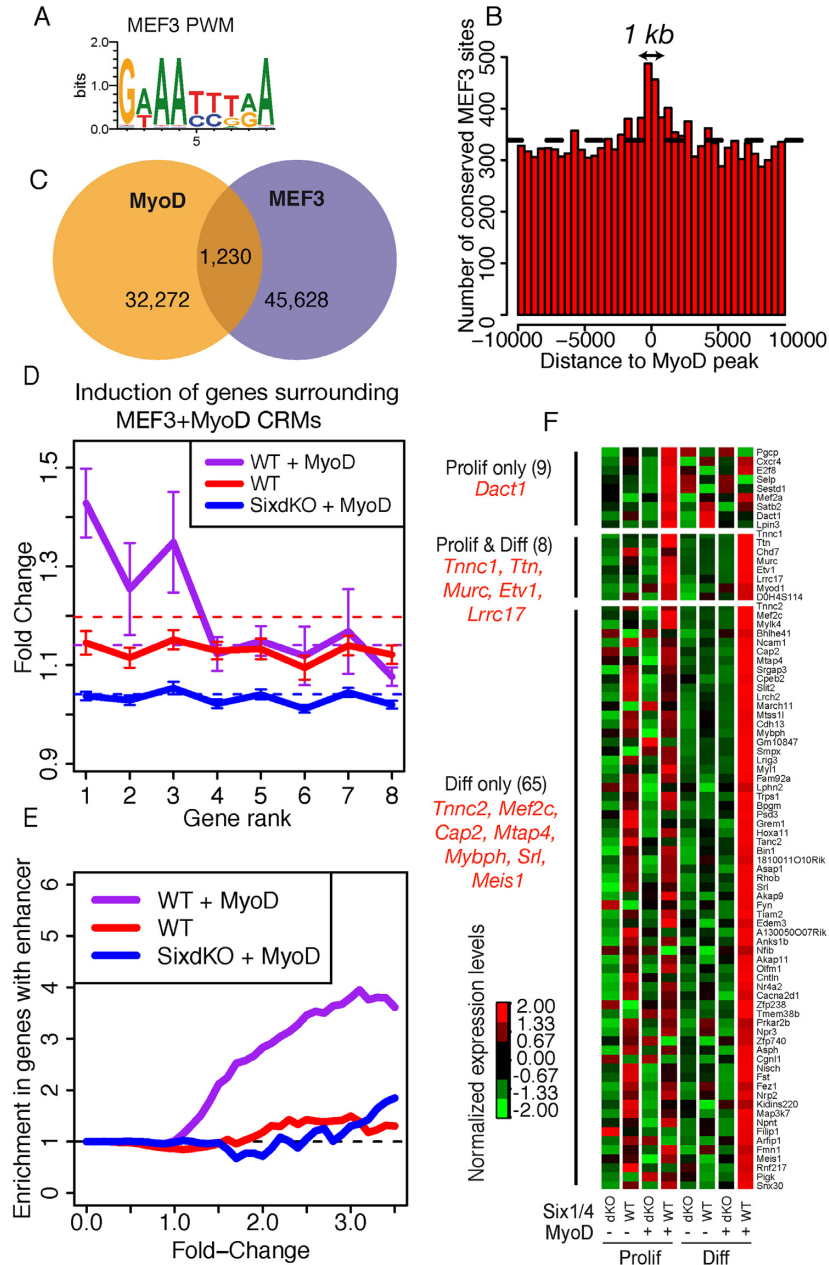 A
MEF3 PWM
2.0
1.0
0.0
bits
GAAATTTAA
TCCGG
5
B
1 kb
Number of conserved MEF3 sites
500
400
300
200
100
0
−10000
−5000
0
5000
10000
Distance to MyoD peak
C
MyoD
MEF3
1,230
32,272
45,628
D
Induction of genes surrounding
MEF3+MyoD CRMs
WT + MyoD
WT
SixdKO + MyoD
Fold Change
1.5
1.3
1.1
0.9
1 2 3 4 5 6 7 8
Gene rank
E
WT + MyoD
WT
SixdKO + MyoD
Enrichment in genes with enhancer
6
5
4
3
2
1
0
0.0
1.0
2.0
3.0
Fold−Change
F
Prolif only (9)
Dact1
Prolif & Diff (8)
Tnnc1, Ttn,
Murc, Etv1,
Lrrc17
Diff only (65)
Tnnc2, Mef2c,
Cap2, Mtap4,
Mybph, Srl,
Meis1
Normalized expression levels
2.00
1.33
0.67
0.00
-0.67
-1.33
-2.00
Pgcp
Cxcr4
E2f8
Selp
Sestd1
Mef2a
Satb2
Dact1
Lpin3
Tnnc1
Ttn
Chd7
Murc
Etv1
Lrrc17
Myod1
D0H4S114
Tnnc2
Mef2c
Mylk4
Bhlhe41
Ncam1
Cap2
Mtap4
Srgap3
Cpeb2
Slit2
Lrch2
March11
Mtss1l
Cdh13
Mybph
Gm10847
Smpx
Lrig3
Myl1
Fam92a
Lphn2
Trps1
Bpgm
Psd3
Grem1
Hoxa11
Tanc2
Bin1
1810011O10Rik
Asap1
Rhob
Srl
Akap9
Fyn
Tiam2
Edem3
A130050O07Rik
Anks1b
Nfib
Akap11
Olfm1
Cntln
Nr4a2
Cacna2d1
Zfp238
Tmem38b
Prkar2b
Npr3
Zfp740
Asph
Cgnl1
Nisch
Fst
Fez1
Nrp2
Kidins220
Map3k7
Npnt
Filip1
Arfip1
Fmn1
Meis1
Rnf217
Pigk
Snx30
Six1/4 dKO WT dKO WT dKO WT dKO WT
MyoD - - + + - - + +
Prolif Diff